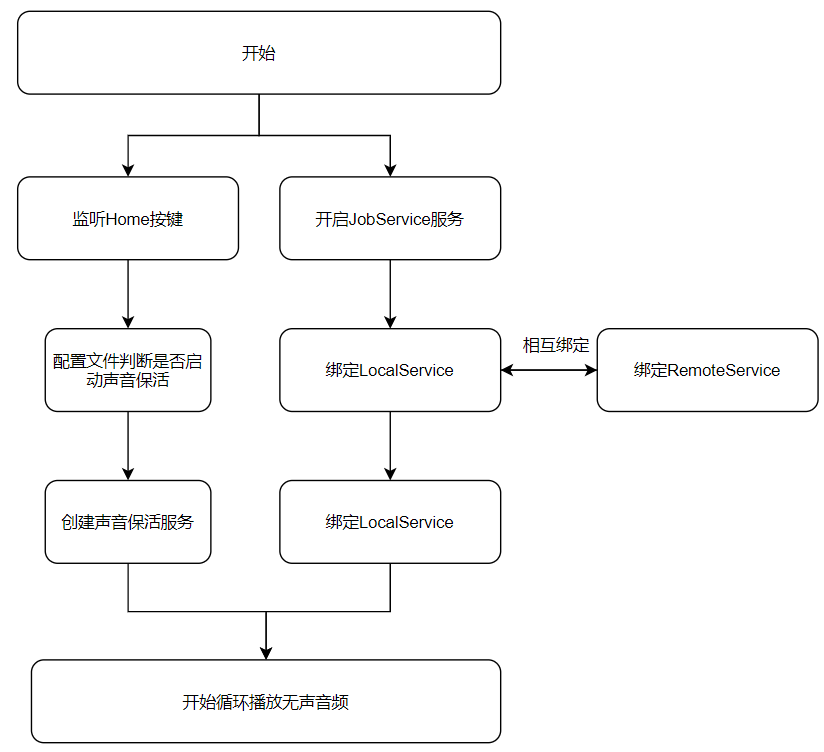 开始
监听Home按键
开启JobService服务
配置文件判断是否启
动声音保活
绑定LocalService
相互绑定
绑定RemoteService
创建声音保活服务
绑定LocalService
开始循环播放无声音频